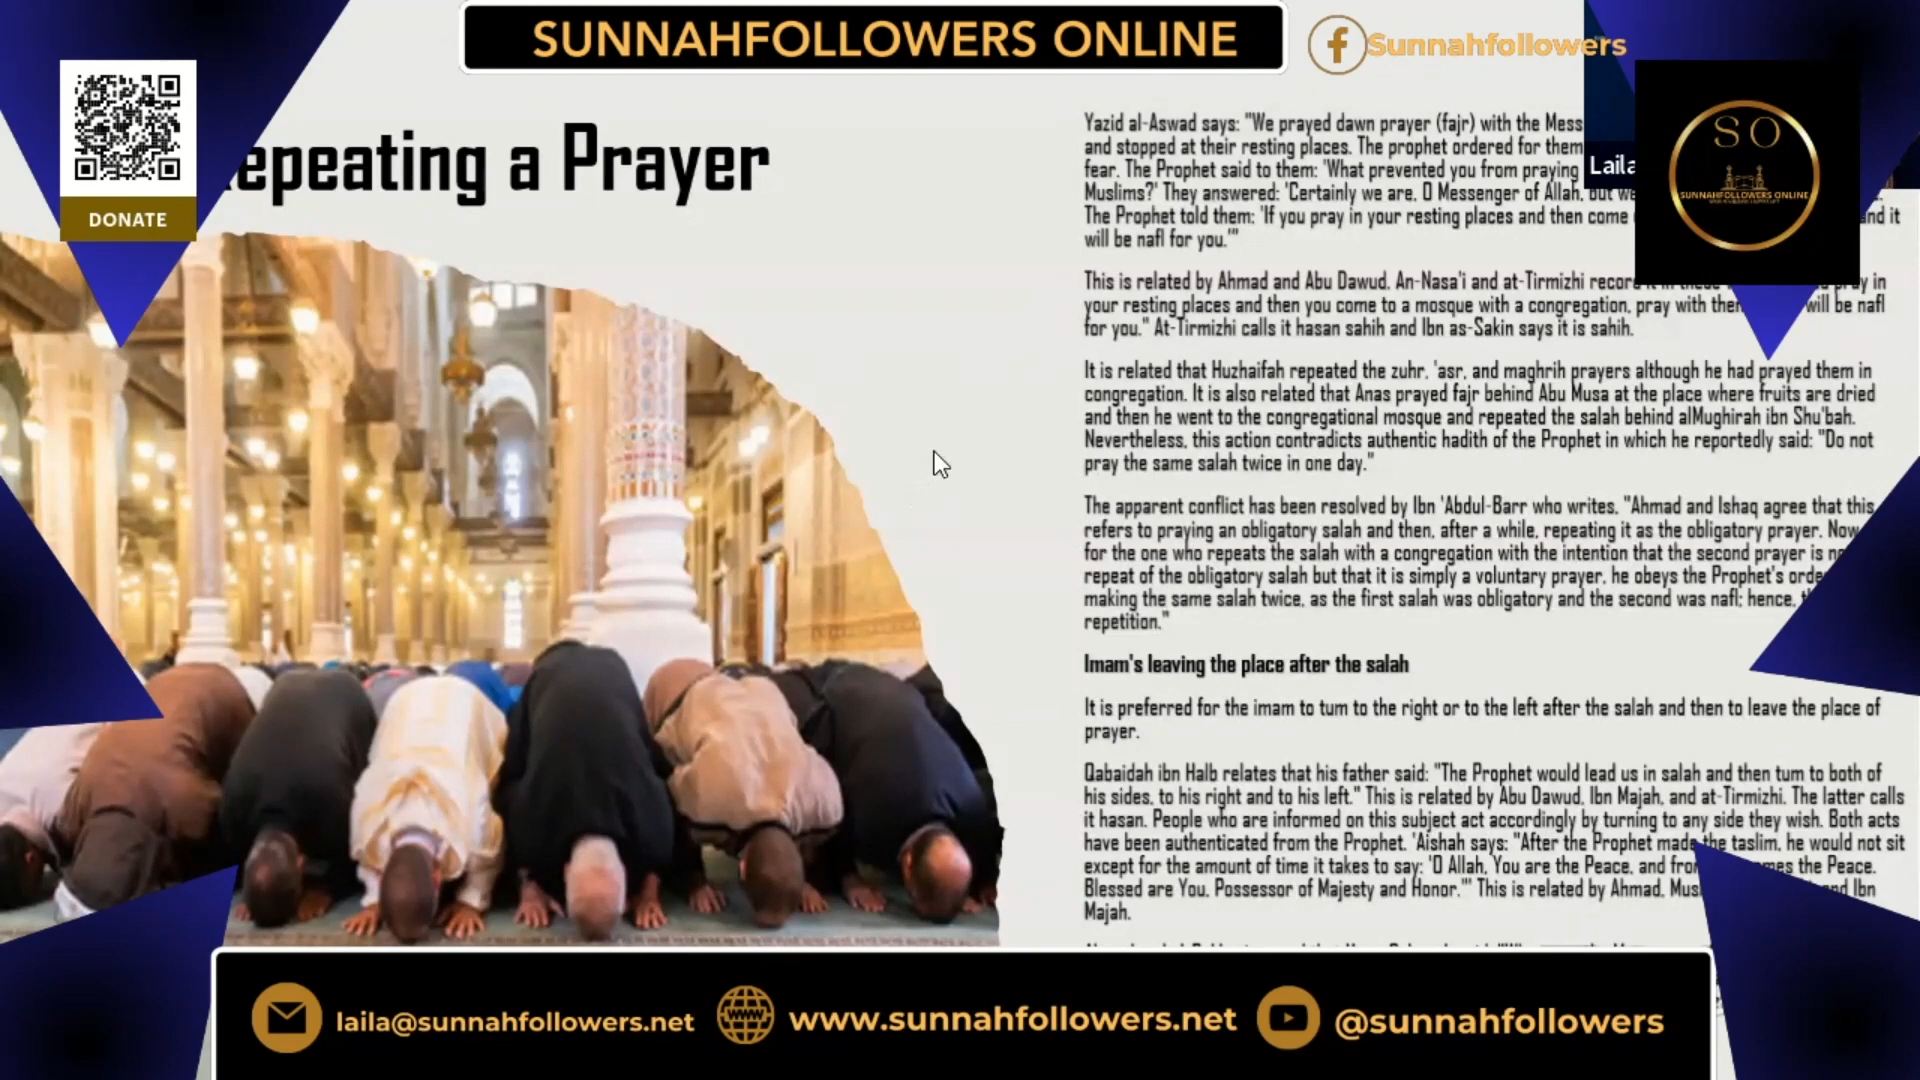 SUNNAHFOLLOWERS ONLINE
Sunnahfollowers
DONATE
epeating a Prayer
Laila
SO
SUNNAHFOLLOWERS ONLINE
Yazid al-Aswad says: "We prayed dawn prayer (fajr) with the Mess
and stopped at their resting places. The prophet ordered for them
fear. The Prophet said to them: 'What prevented you from praying
Muslims?' They answered: 'Certainly we are, O Messenger of Allah, but we
The Prophet told them: 'If you pray in your resting places and then come and it
will be nafl for you.'"
This is related by Ahmad and Abu Dawud. An-Nasa'i and at-Tirmizhi record in
your resting places and then you come to a mosque with a congregation, pray with them will be nafl
for you." At-Tirmizhi calls it hasan sahih and Ibn as-Sakin says it is sahih.
It is related that Huzhaifah repeated the zuhr, 'asr, and maghrih prayers although he had prayed them in
congregation. It is also related that Anas prayed fajr behind Abu Musa at the place where fruits are dried
and then he went to the congregational mosque and repeated the salah behind alMughirah ibn Shu'bah.
Nevertheless, this action contradicts authentic hadith of the Prophet in which he reportedly said: "Do not
pray the same salah twice in one day."
The apparent conflict has been resolved by Ibn 'Abdul-Barr who writes, "Ahmad and Ishaq agree that this
refers to praying an obligatory salah and then, after a while, repeating it as the obligatory prayer. Now
for the one who repeats the salah with a congregation with the intention that the second prayer is
repeat of the obligatory salah but that it is simply a voluntary prayer, he obeys the Prophet's
making the same salah twice, as the first salah was obligatory and the second was nafl; hence,
repetition."
Imam's leaving the place after the salah
It is preferred for the imam to tum to the right or to the left after the salah and then to leave the place of
prayer.
Qabaidah ibn Halb relates that his father said: "The Prophet would lead us in salah and then tum to both of
his sides, to his right and to his left." This is related by Abu Dawud, Ibn Majah, and at-Tirmizhi. The latter calls
it hasan. People who are informed on this subject act accordingly by turning to any side they wish. Both acts
have been authenticated from the Prophet. 'Aishah says: "After the Prophet made the taslim, he would not sit
except for the amount of time it takes to say: 'O Allah, You are the Peace, and the Peace.
Blessed are You, Possessor of Majesty and Honor.'" This is related by Ahmad, and Ibn
Majah.
laila@sunnahfollowers.net
www.sunnahfollowers.net
@sunnahfollowers